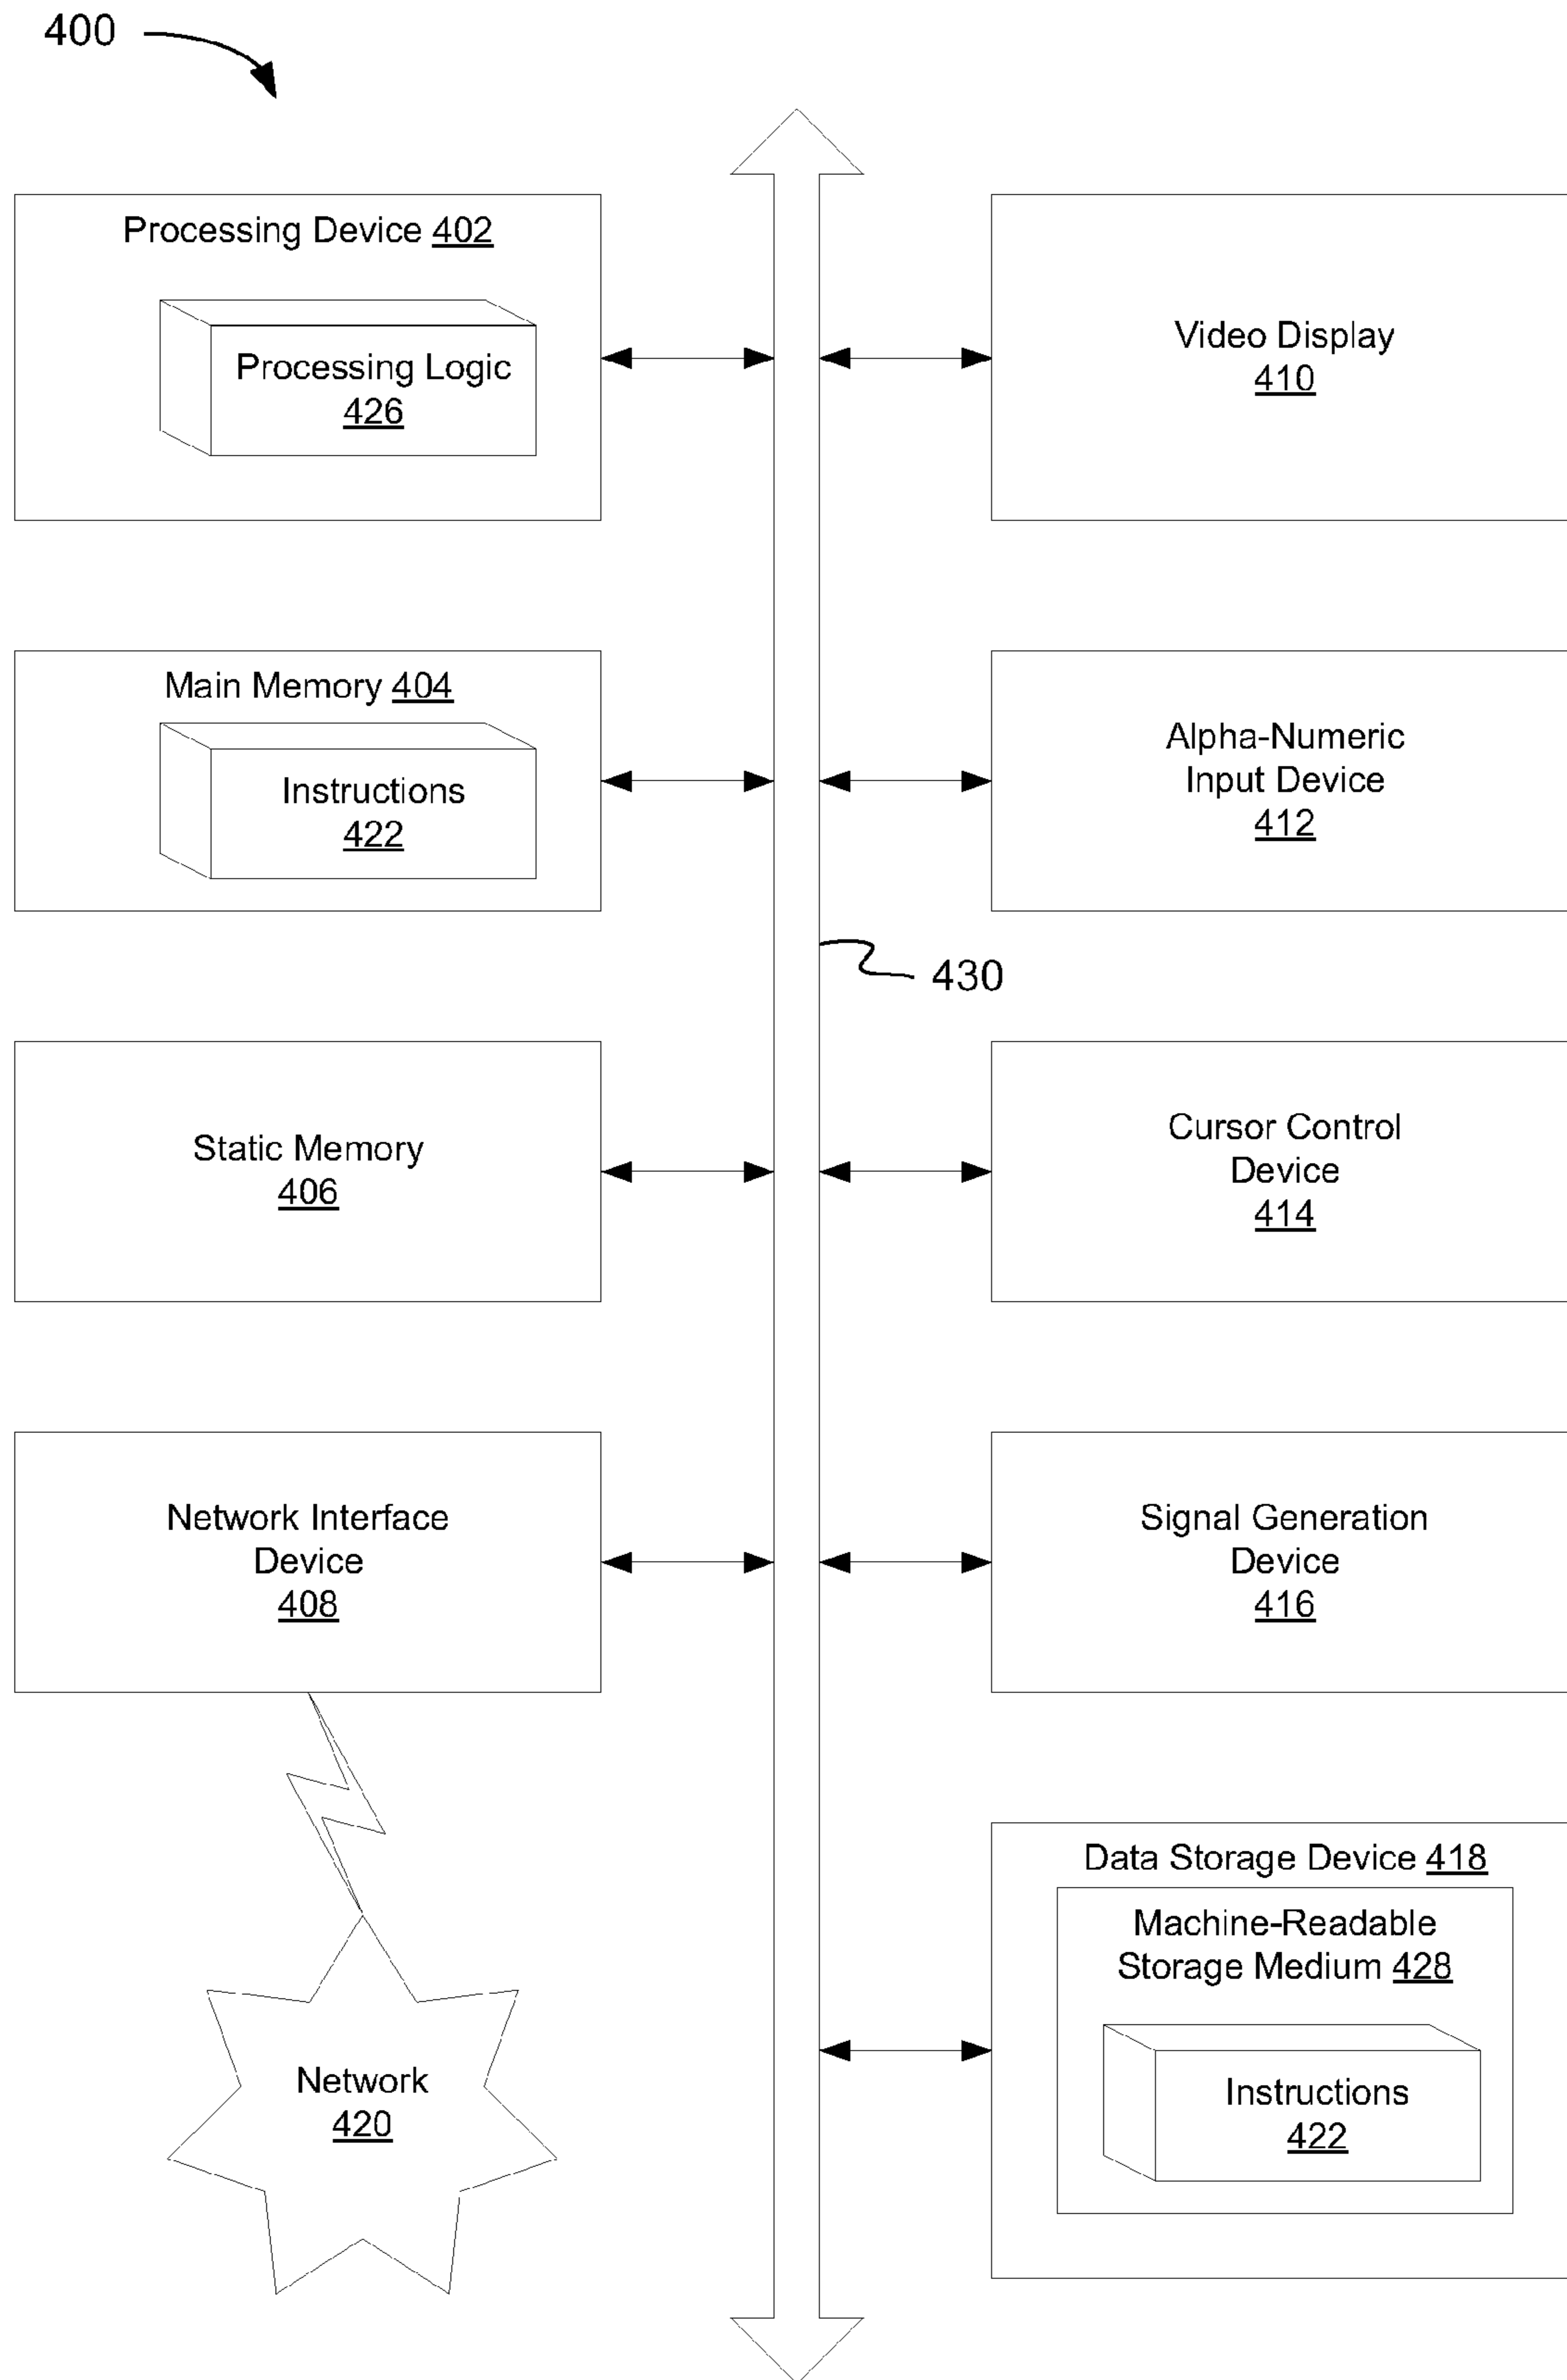 400
Processing Device 402
Processing Logic
426
Video Display
410
Main Memory 404
Instructions
422
Alpha-Numeric
Input Device
412
430
Static Memory
406
Cursor Control
Device
414
Network Interface
Device
408
Signal Generation
Device
416
Data Storage Device 418
Machine-Readable
Storage Medium 428
Instructions
422
Network
420